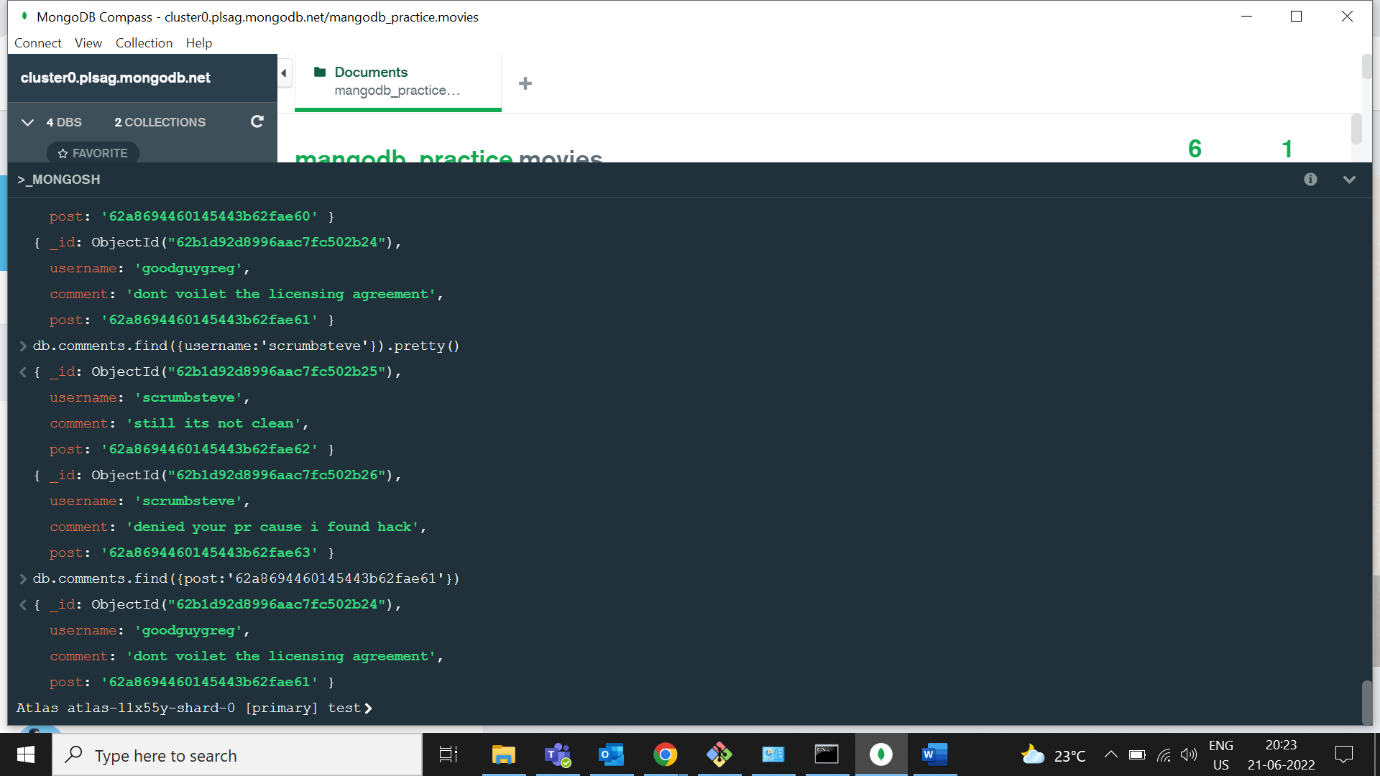 MongoDB Compass - cluster0.plsag.mongodb.net/mangodb_practice.movies
Connect View Collection Help
cluster0.plsag.mongodb.net
Documents
mangodb_practice...
4 DBS 2 COLLECTIONS
FAVORITE
mangodb_practice.movies
6 1
>_MONGOSH
post: '62a8694460145443b62fae60' }
{ _id: ObjectId("62b1d92d8996aac7fc502b24"),
username: 'goodguygreg',
comment: 'dont voilet the licensing agreement',
post: '62a8694460145443b62fae61' }
> db.comments.find({username:'scrumbsteve'}).pretty()
< { _id: ObjectId("62b1d92d8996aac7fc502b25"),
username: 'scrumbsteve',
comment: 'still its not clean',
post: '62a8694460145443b62fae62' }
{ _id: ObjectId("62b1d92d8996aac7fc502b26"),
username: 'scrumbsteve',
comment: 'denied your pr cause i found hack',
post: '62a8694460145443b62fae63' }
> db.comments.find({post:'62a8694460145443b62fae61'})
< { _id: ObjectId("62b1d92d8996aac7fc502b24"),
username: 'goodguygreg',
comment: 'dont voilet the licensing agreement',
post: '62a8694460145443b62fae61' }
Atlas atlas-11x55y-shard-0 [primary] test>
Type here to search
23°C
ENG
US
20:23
21-06-2022